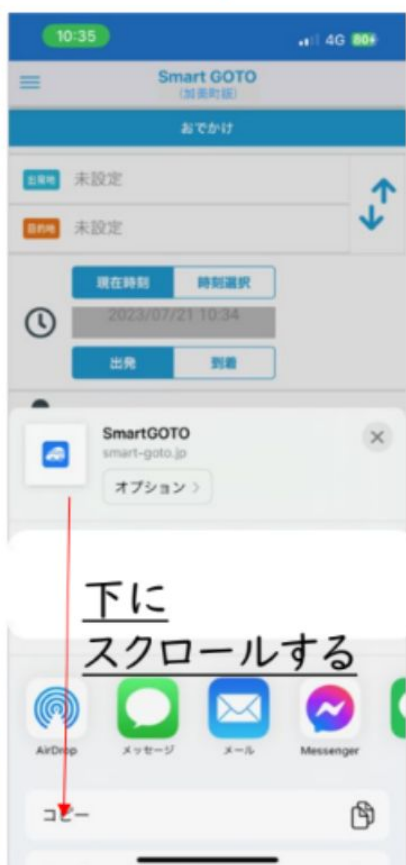 10:35
4G 80
Smart GOTO
(加美町版)
おでかけ
出発地 未設定
目的地 未設定
現在時刻 時刻選択
2023/07/21 10:34
出発 到着
SmartGOTO
smart-goto.jp
オプション >
下に
スクロールする
AirDrop メッセージ メール Messenger
コピー